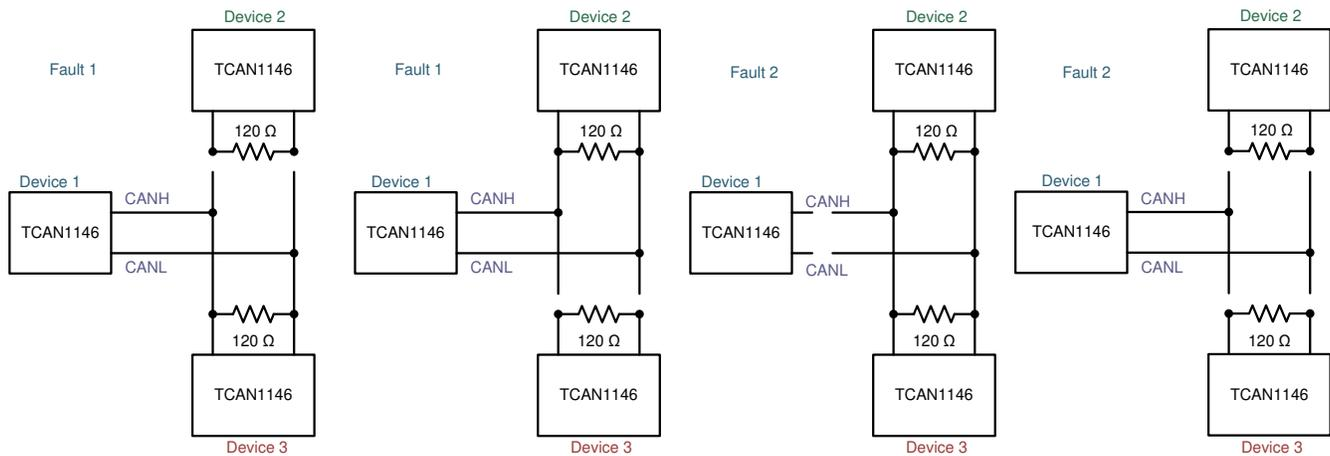 Device 2
Fault 1
TCAN1146
120 Ω
Device 1
CANH
TCAN1146
CANL
120 Ω
TCAN1146
Device 3
Device 2
Fault 1
TCAN1146
120 Ω
Device 1
CANH
TCAN1146
CANL
120 Ω
TCAN1146
Device 3
Device 2
Fault 2
TCAN1146
120 Ω
Device 1
CANH
TCAN1146
CANL
120 Ω
TCAN1146
Device 3
Device 2
Fault 2
TCAN1146
120 Ω
Device 1
CANH
TCAN1146
CANL
120 Ω
TCAN1146
Device 3